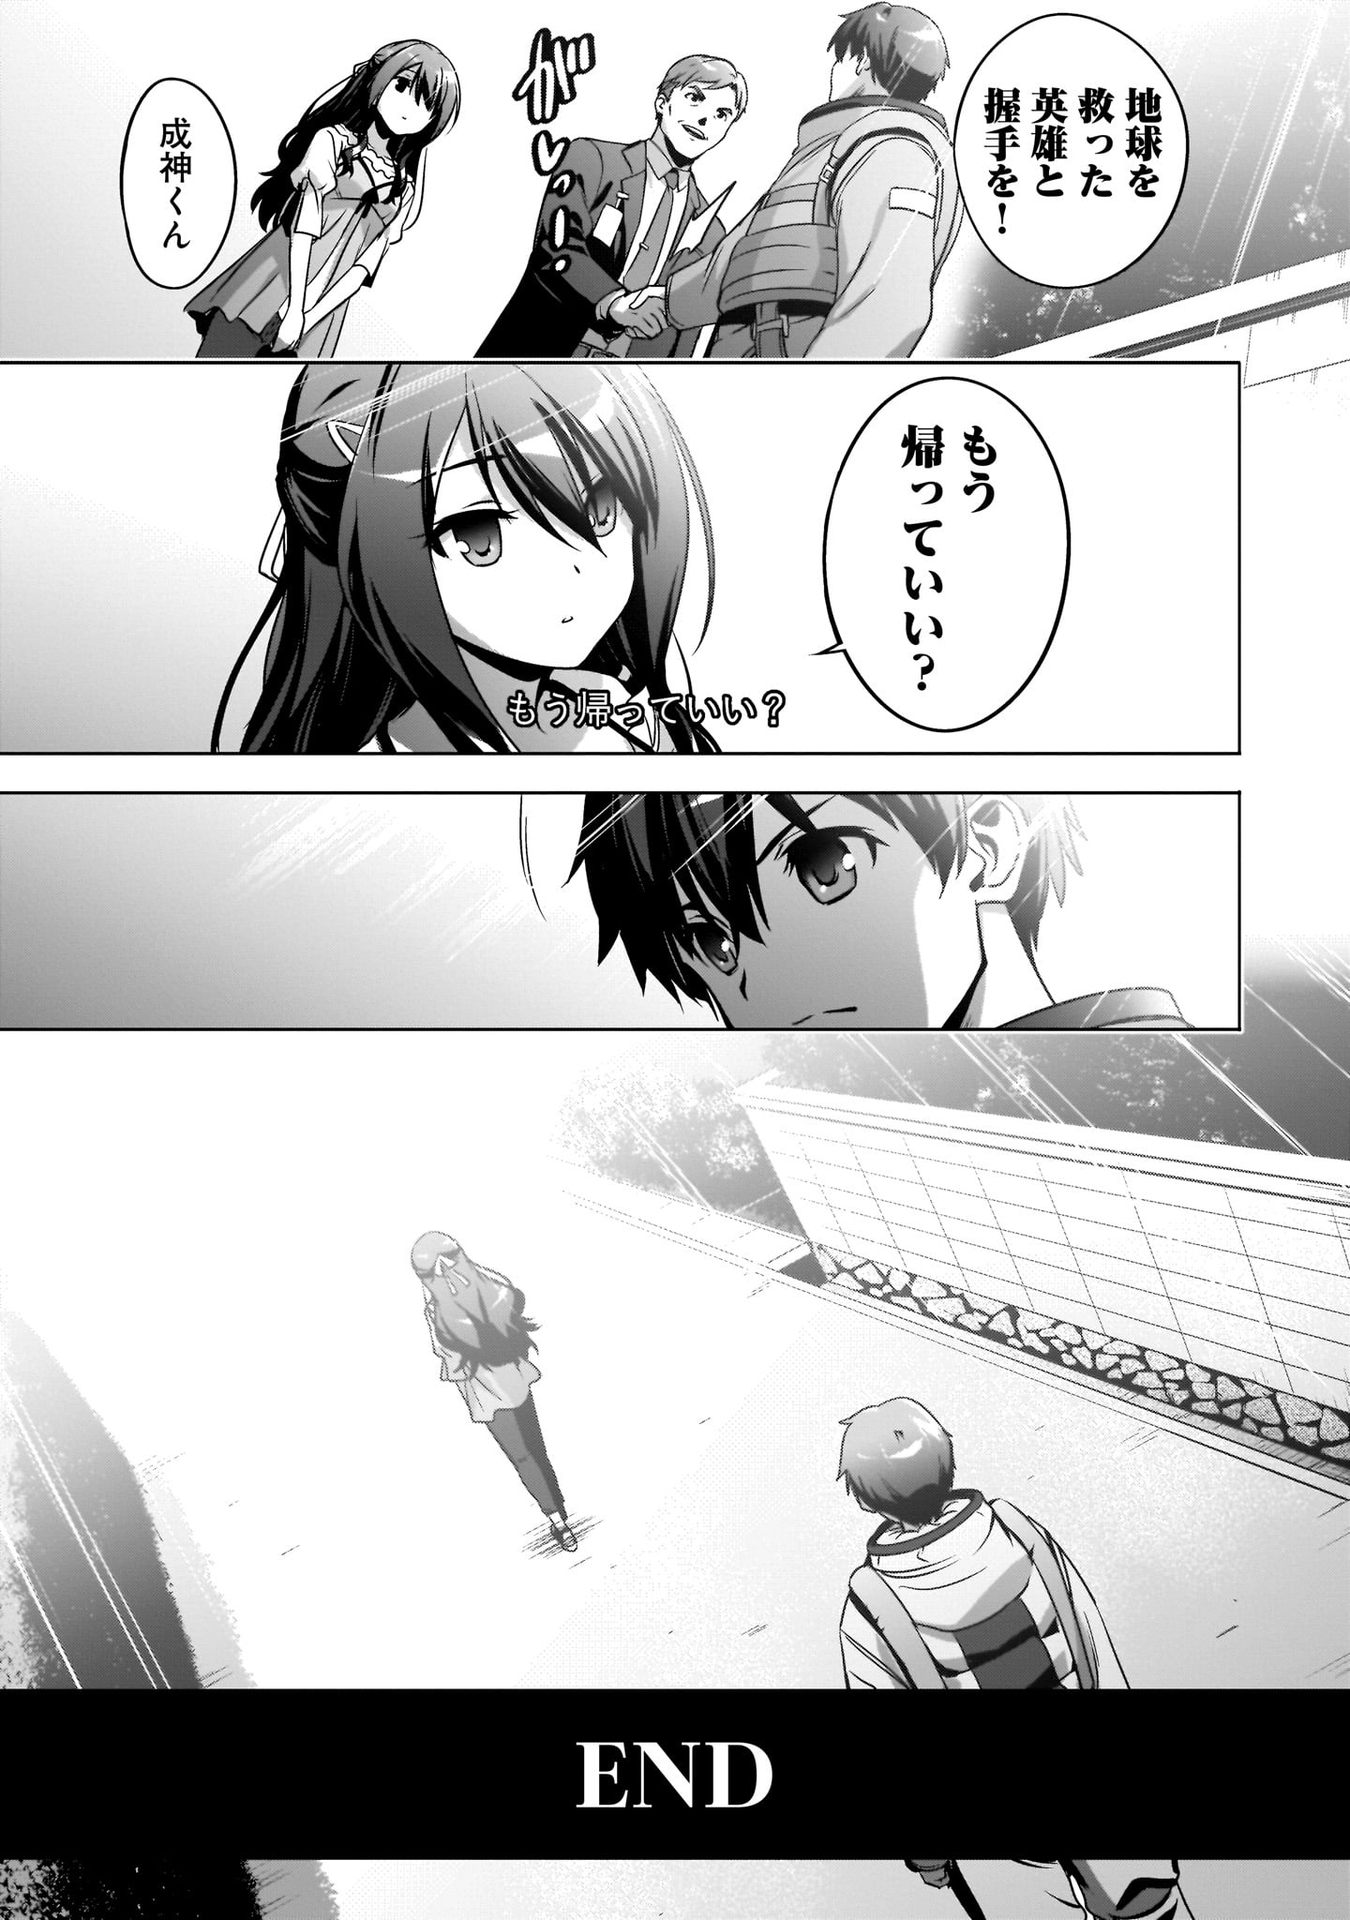 地球を
救った
英雄と
握手を!
がしっ…
成神くん
もう
帰っていい?
もう帰っていい?
END